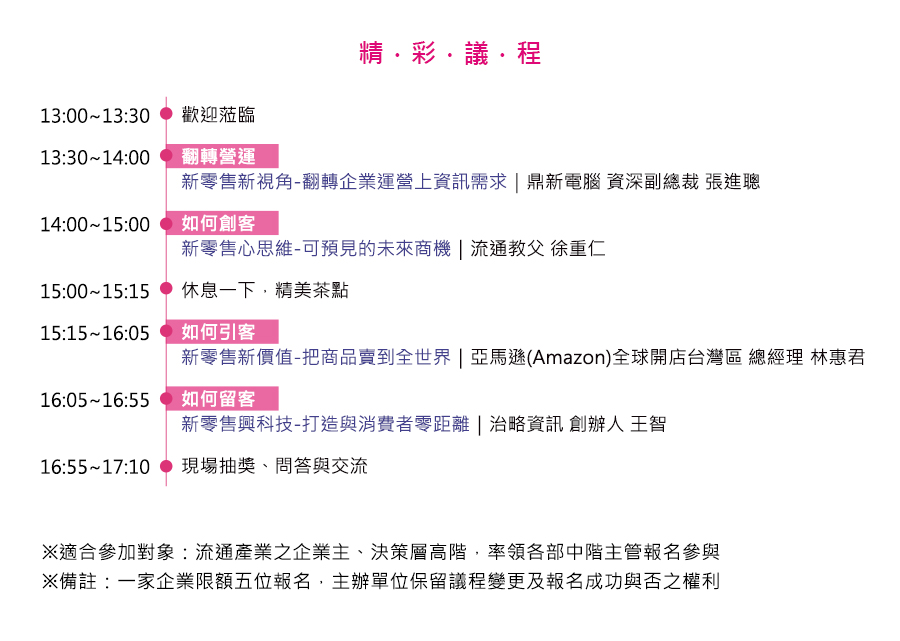 精.彩.議.程
13:00~13:30 歡迎蒞臨
13:30~14:00 翻轉營運
新零售新視角-翻轉企業運營上資訊需求 | 鼎新電腦 資深副總裁 張進聰
14:00~15:00 如何創客
新零售心思維-可預見的未來商機 | 流通教父 徐重仁
15:00~15:15 休息一下，精美茶點
15:15~16:05 如何引客
新零售新價值-把商品賣到全世界 | 亞馬遜(Amazon)全球開店台灣區 總經理 林惠君
16:05~16:55 如何留客
新零售興科技-打造與消費者零距離 | 治略資訊 創辦人 王智
16:55~17:10 現場抽獎、問答與交流
※適合參加對象：流通產業之企業主、決策層高階，率領各部中階主管報名參與
※備註：一家企業限額五位報名，主辦單位保留議程變更及報名成功與否之權利